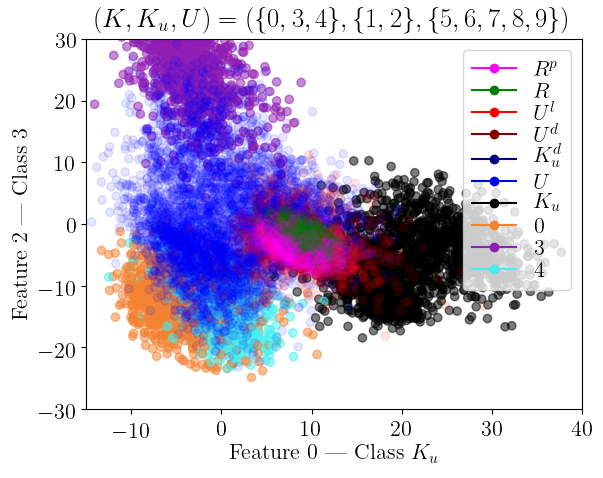 (K, K_u, U) = ({0, 3, 4}, {1, 2}, {5, 6, 7, 8, 9})
30
20
10
0
−10
−20
−30
Feature 2 — Class 3
R^p
R
U^l
U^d
K_u^d
U
K_u
0
3
4
−10
0
10
20
30
40
Feature 0 — Class K_u